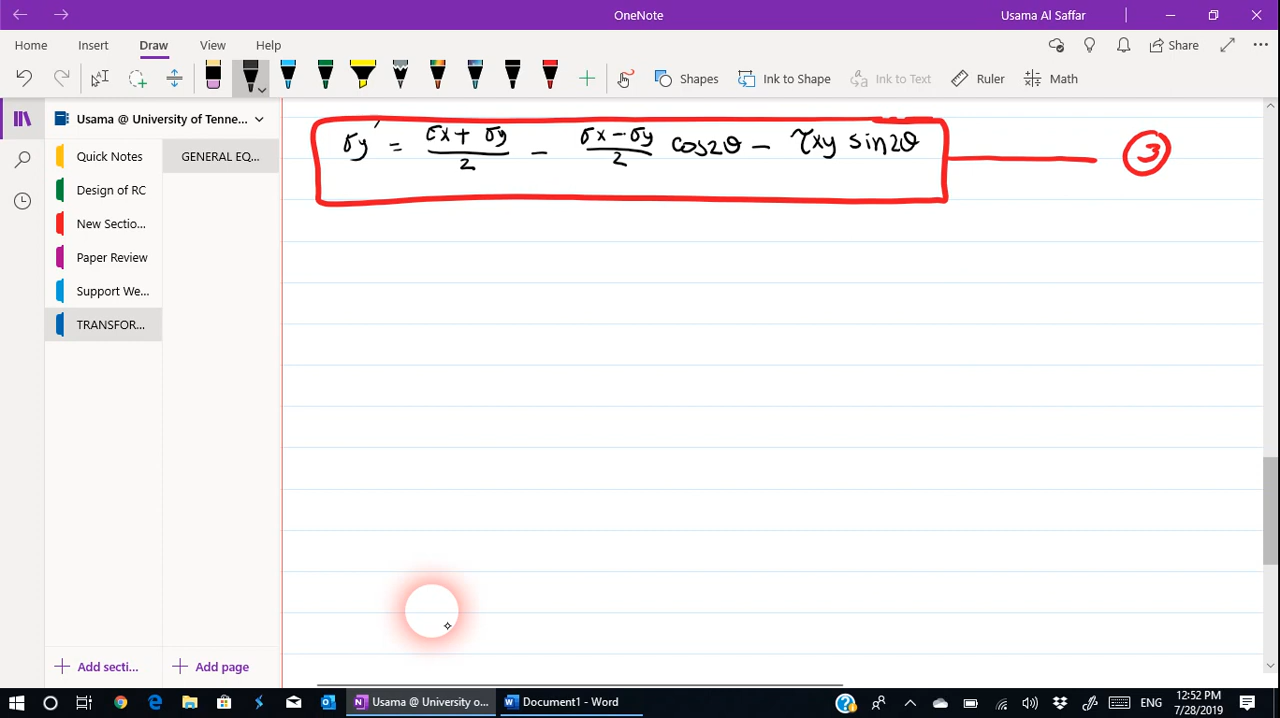 OneNote
Usama Al Saffar
Home Insert Draw View Help
Share
Shapes Ink to Shape Ink to Text Ruler Math
Usama @ University of Tenne...
Quick Notes
GENERAL EQ...
Design of RC
New Sectio...
Paper Review
Support We...
TRANSFOR...
σy' = σx + σy / 2 − σx − σy / 2 cos2θ − τxy sin2θ
3
Add secti...
Add page
Usama @ University o...
Document1 - Word
ENG
12:52 PM
7/28/2019